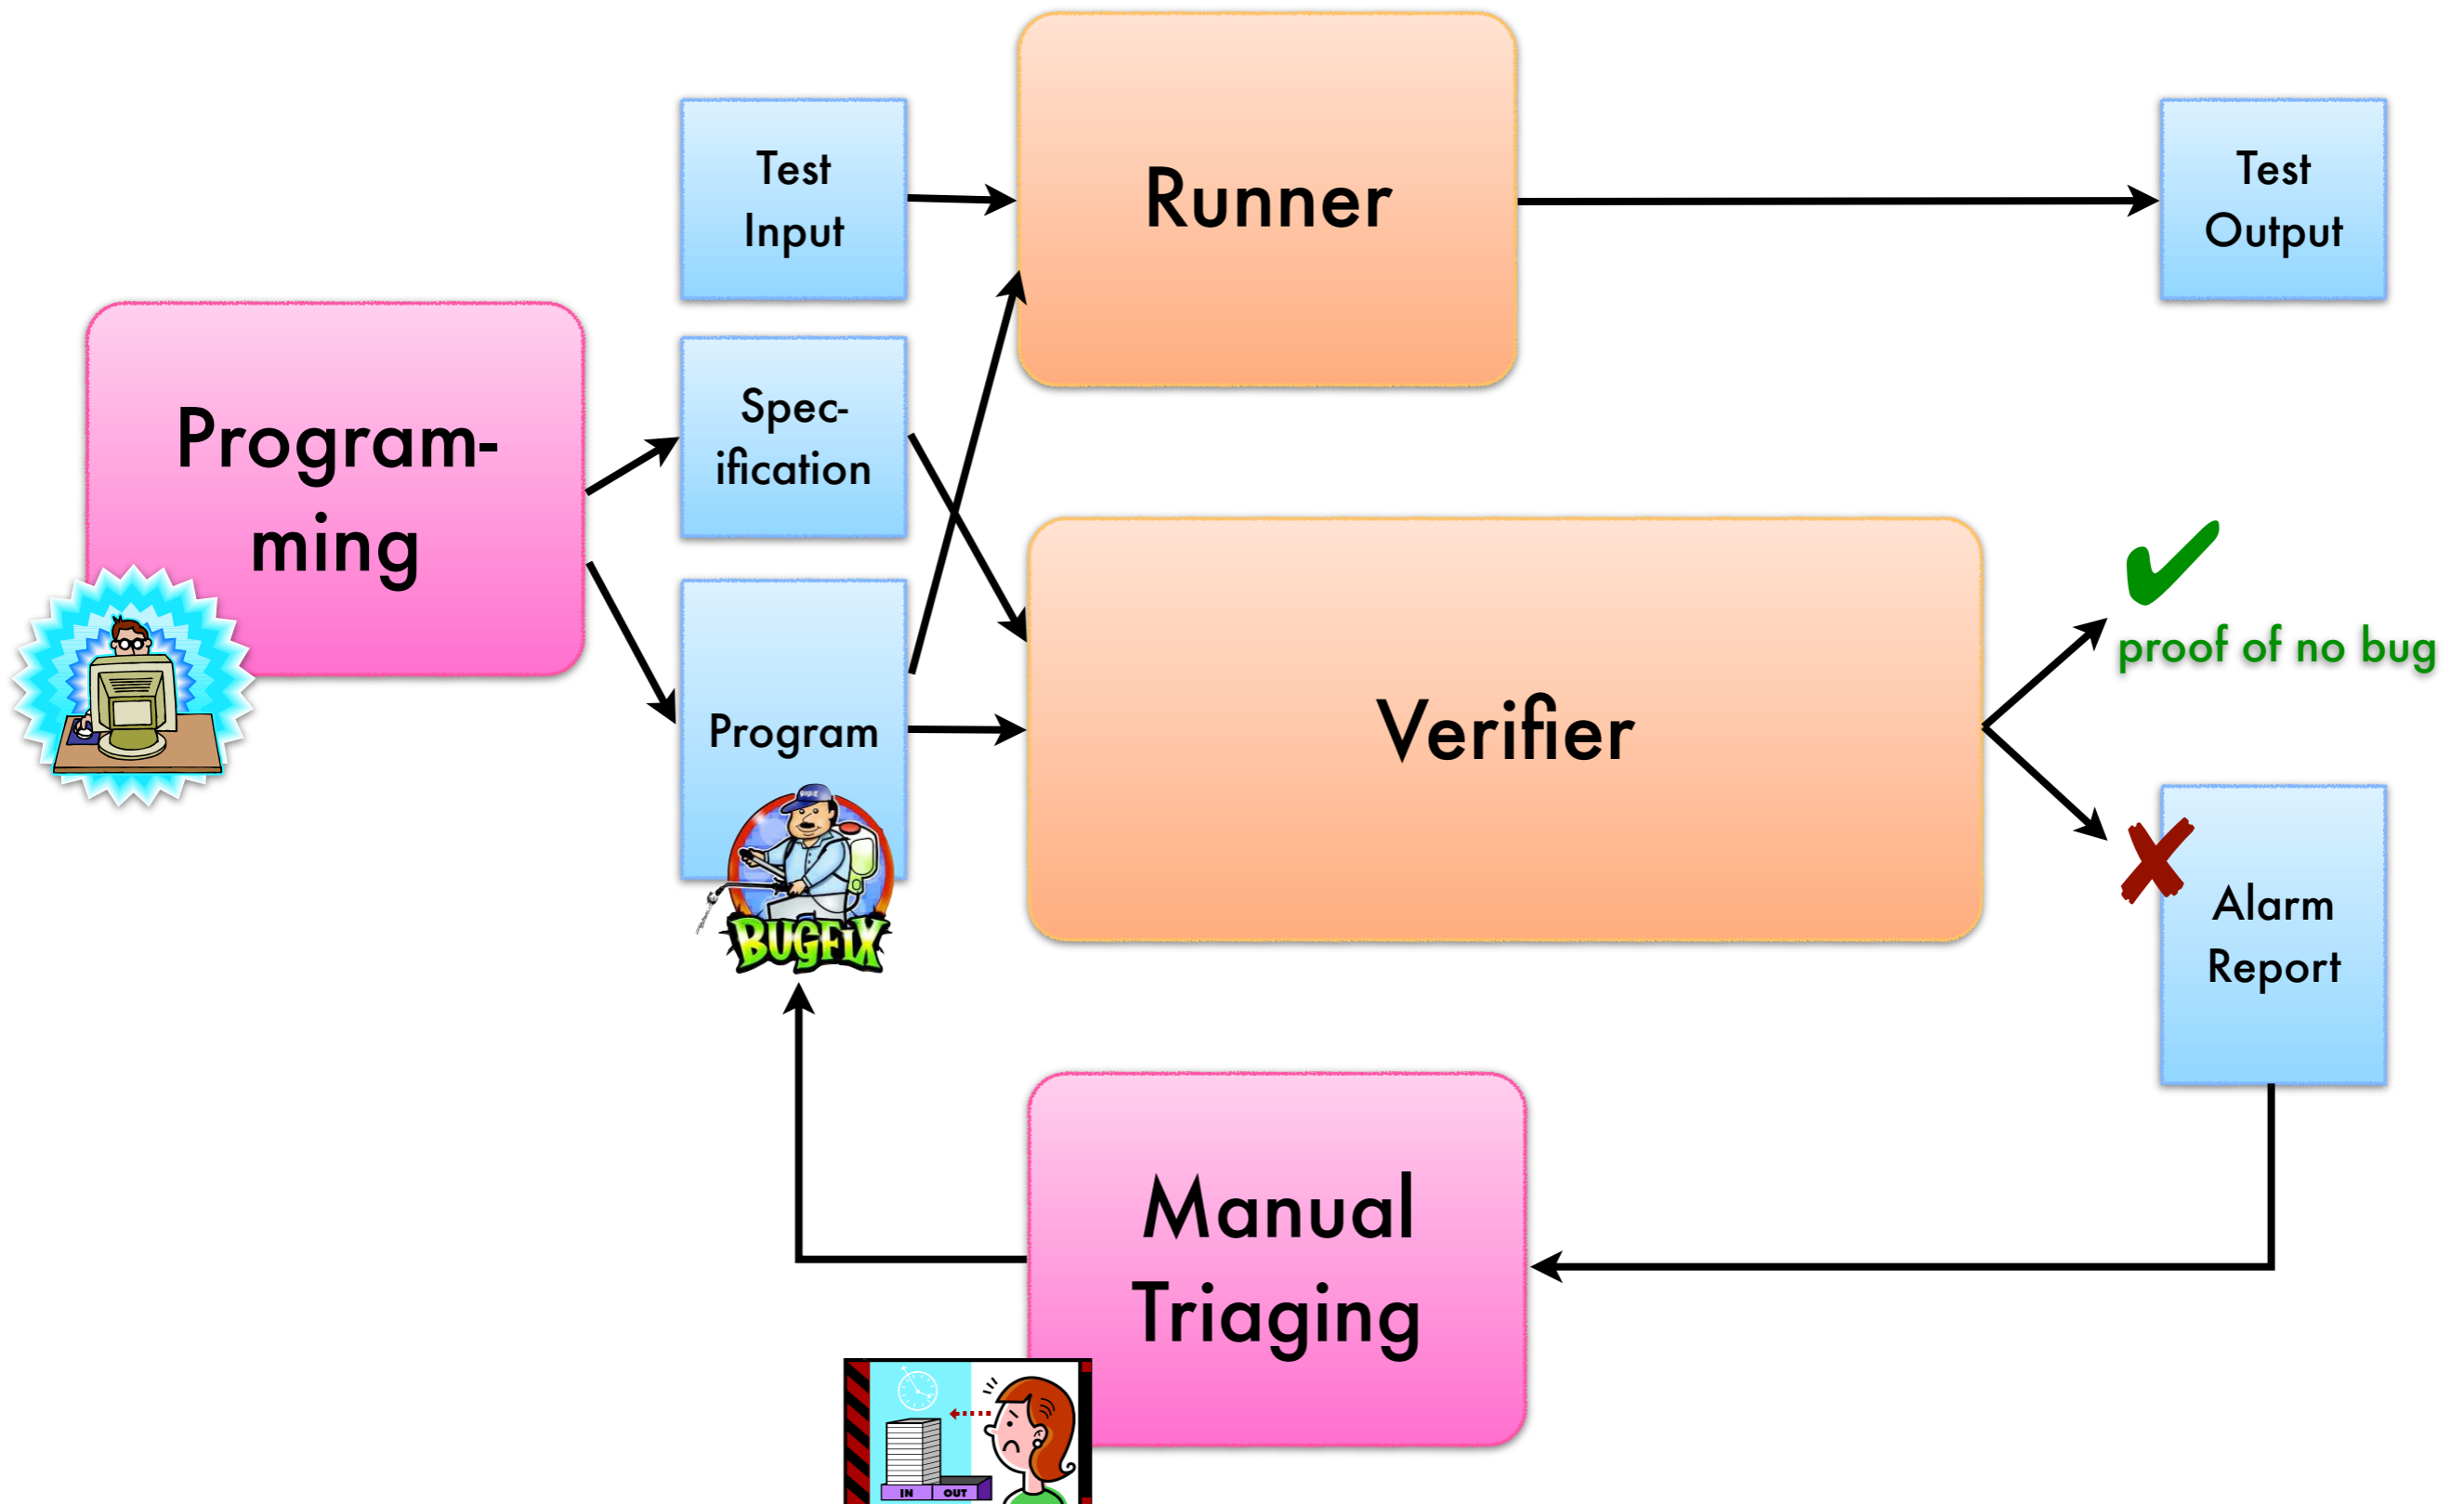 Runner
Test
Input
Test
Output
Program-
ming
Spec-
ification
Program
BUGFIX
Verifier
proof of no bug
Alarm
Report
Manual
Triaging
IN
OUT